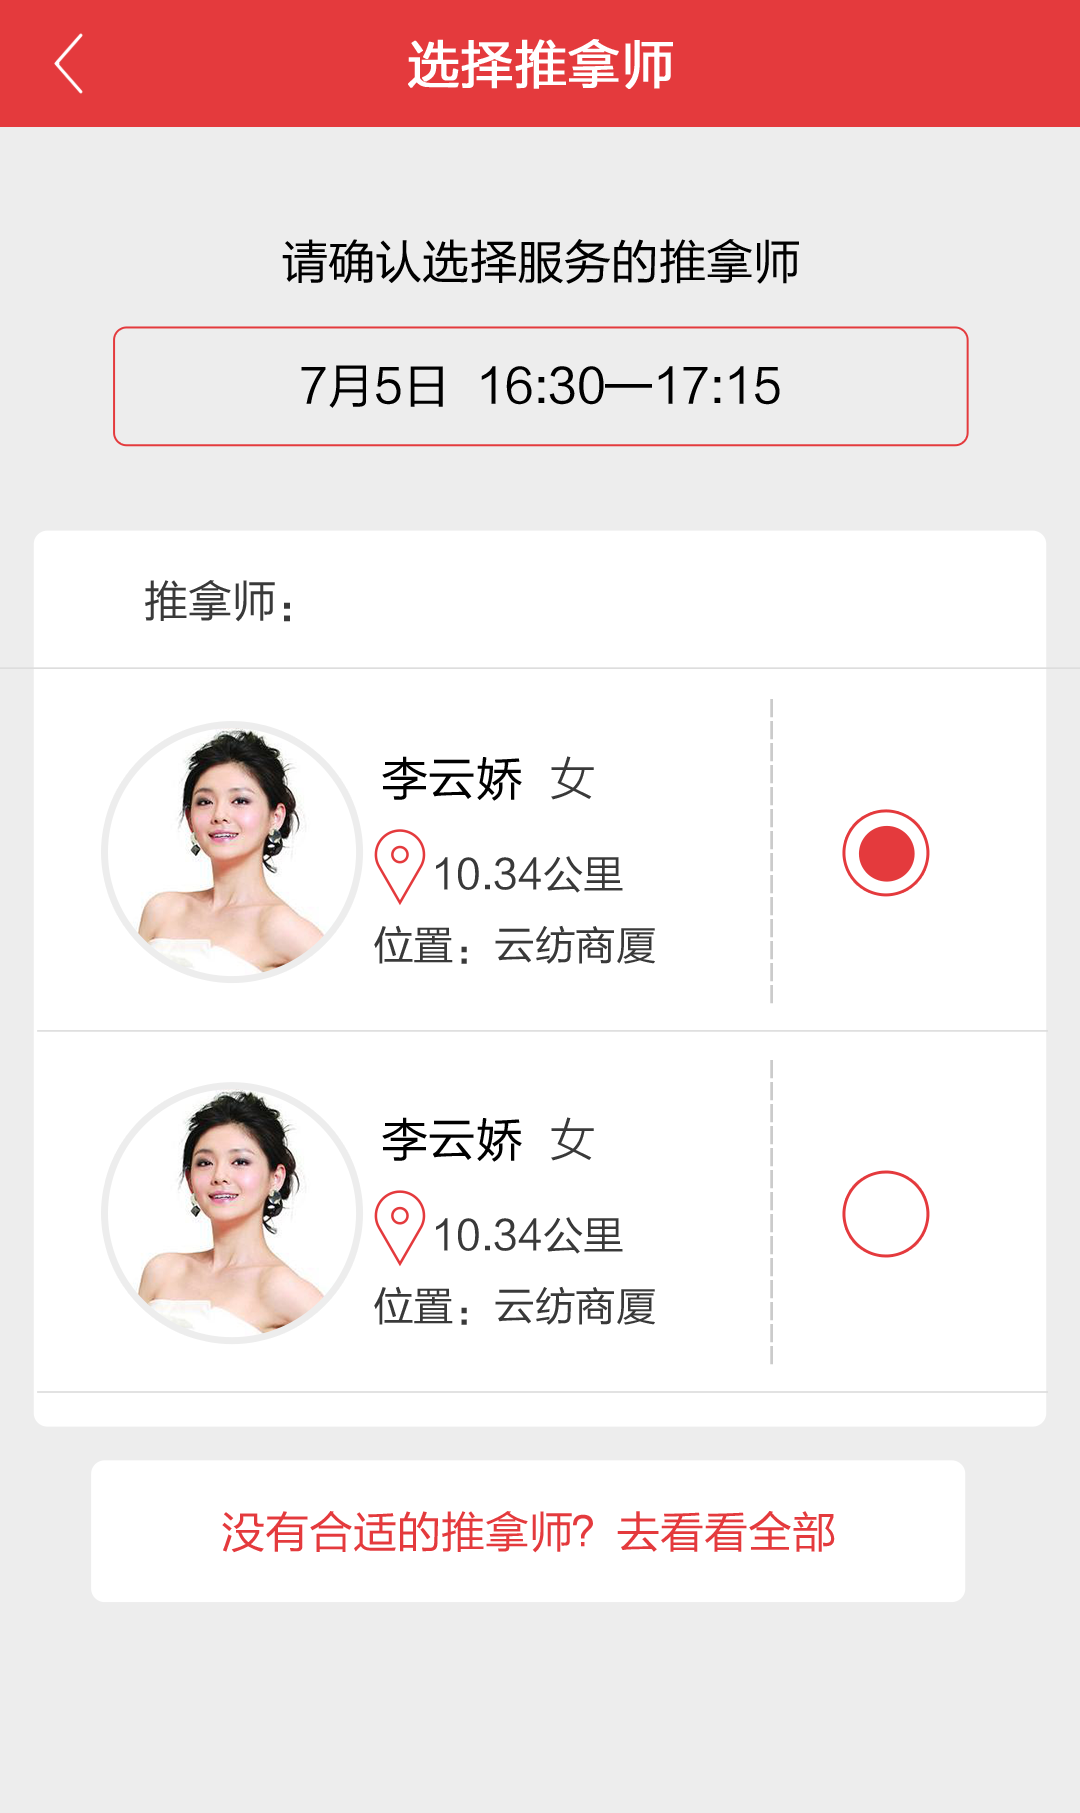 选择推拿师
请确认选择服务的推拿师
7月5日 16:30—17:15
推拿师：
李云娇 女
10.34公里
位置：云纺商厦
李云娇 女
10.34公里
位置：云纺商厦
没有合适的推拿师？去看看全部